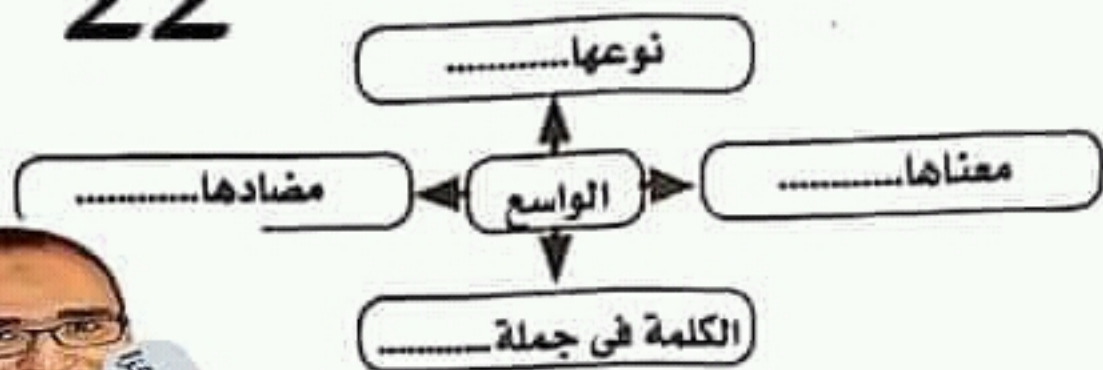 22
نوعها............
معناها............
الواسع
مضادها............
الكلمة فى جملة...........